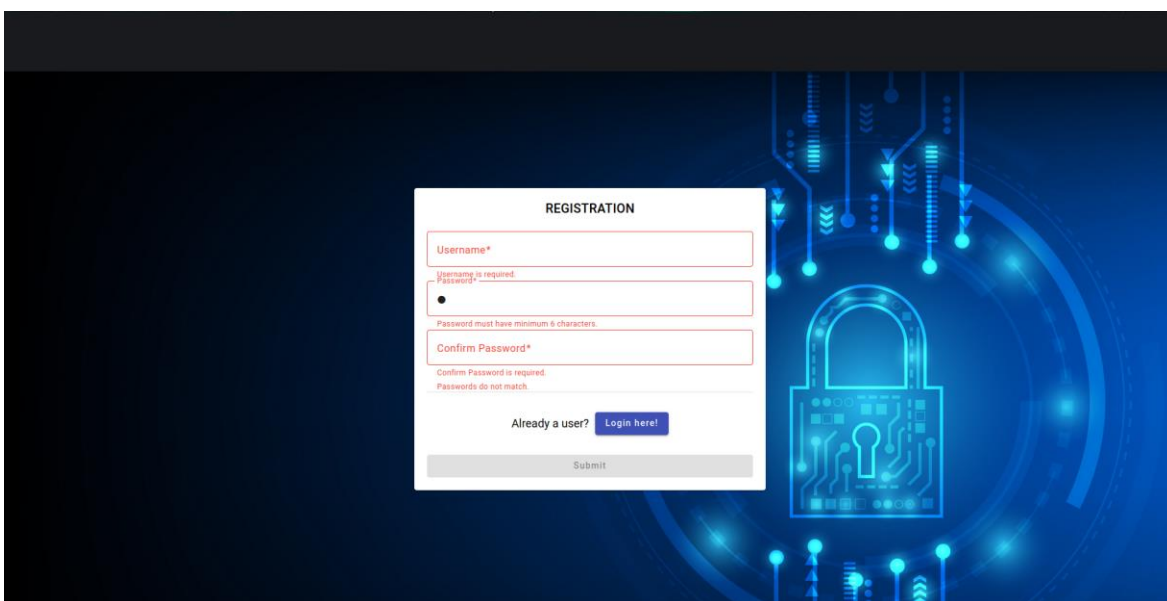 REGISTRATION
Username*
Username is required.
Password*
Password must have minimum 6 characters.
Confirm Password*
Confirm Password is required.
Passwords do not match.
Already a user? Login here!
Submit